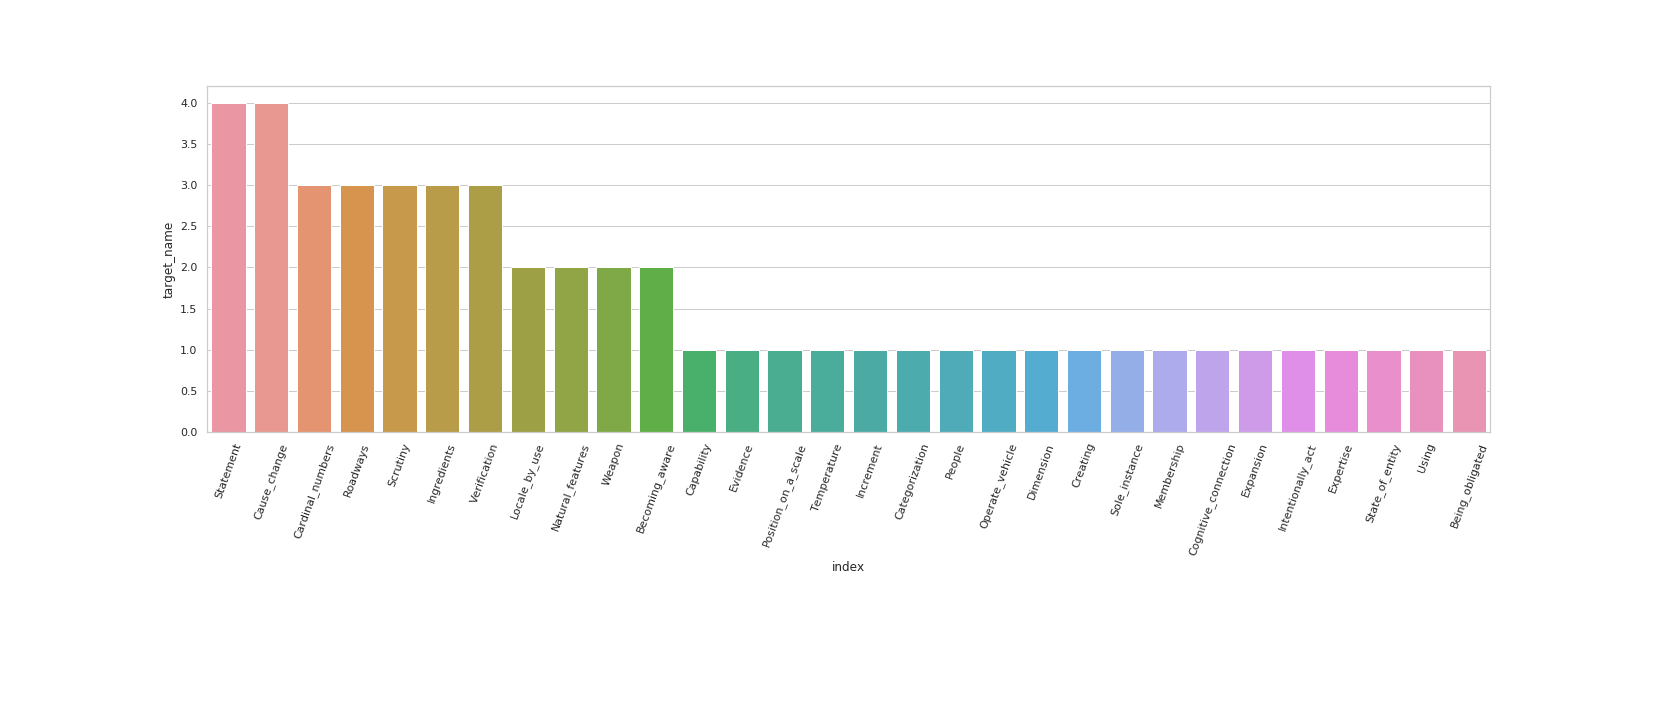 4.0
3.5
3.0
2.5
2.0
1.5
1.0
0.5
0.0
target_name
Statement
Cause_change
Cardinal_numbers
Roadways
Scrutiny
Ingredients
Verification
Locale_by_use
Natural_features
Weapon
Becoming_aware
Capability
Evidence
Position_on_a_scale
Temperature
Increment
Categorization
People
Operate_vehicle
Dimension
Creating
Sole_instance
Membership
Cognitive_connection
Expansion
Intentionally_act
Expertise
State_of_entity
Using
Being_obligated
index